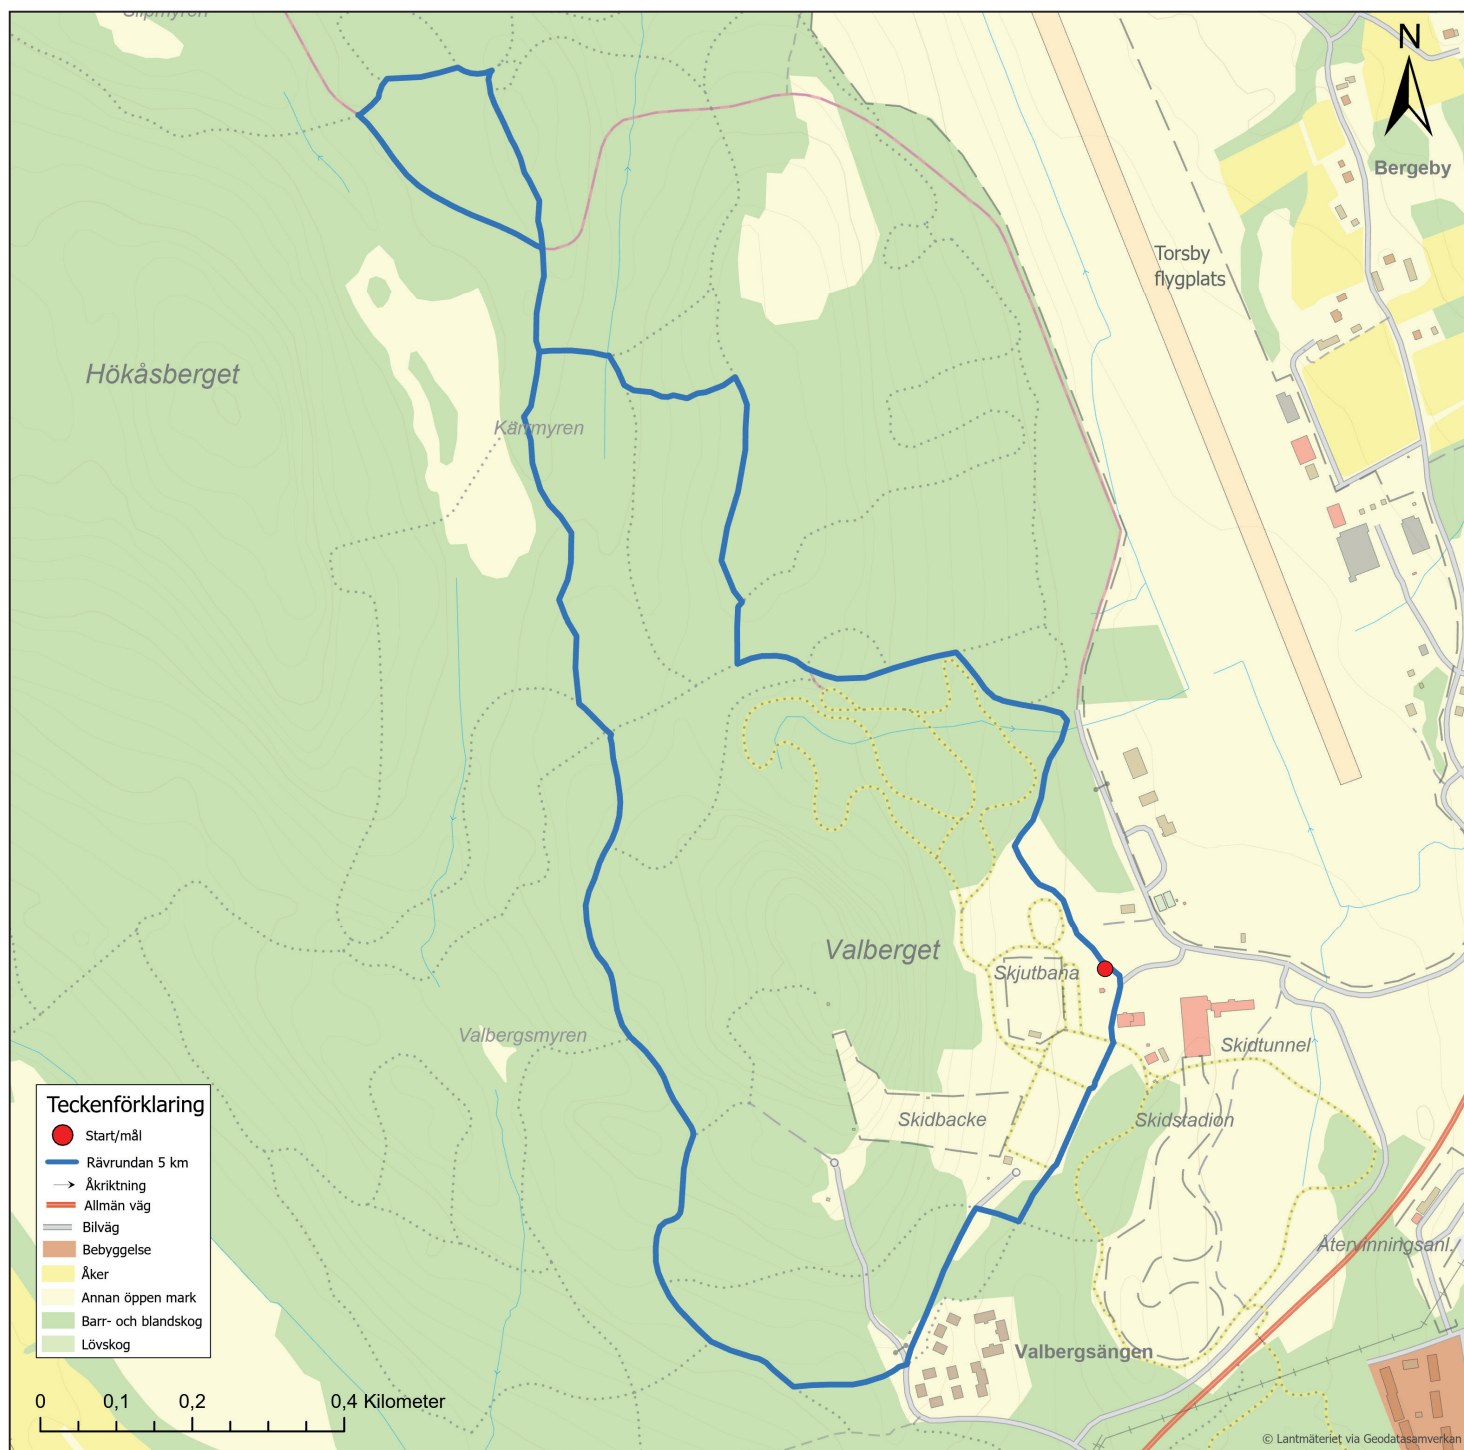 Slipmyren
N
Bergeby
Torsby
flygplats
Hökåsberget
Kärrmyren
Valberget
Skjutbana
Valbergsmyren
Skidtunnel
Skidbacke
Skidstadion
Återvinningsanl.
Valbergsängen
Teckenförklaring
Start/mål
Rävrundan 5 km
Åkriktning
Allmän väg
Bilväg
Bebyggelse
Åker
Annan öppen mark
Barr- och blandskog
Lövskog
0 0,1 0,2 0,4 Kilometer
© Lantmäteriet via Geodatasamverkan